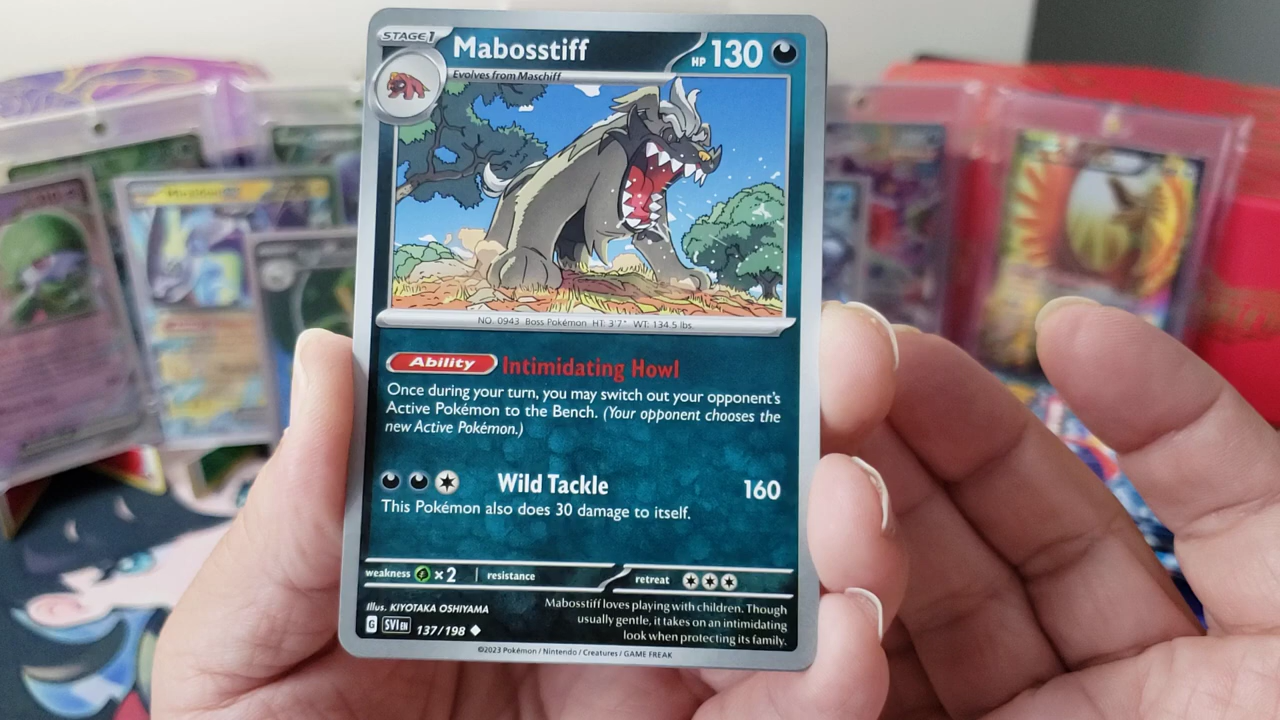 STAGE 1
Mabosstiff
HP 130
Evolves from Maschiff
NO. 0943 Boss Pokémon HT: 3'7" WT: 134.5 lbs.
Ability Intimidating Howl
Once during your turn, you may switch out your opponent's
Active Pokémon to the Bench. (Your opponent chooses the
new Active Pokémon.)
Wild Tackle 160
This Pokémon also does 30 damage to itself.
weakness ×2 resistance retreat
Illus. KIYOTAKA OSHIYAMA
G SVI EN 137/198
Mabosstiff loves playing with children. Though
usually gentle, it takes on an intimidating
look when protecting its family.
©2023 Pokémon / Nintendo / Creatures / GAME FREAK